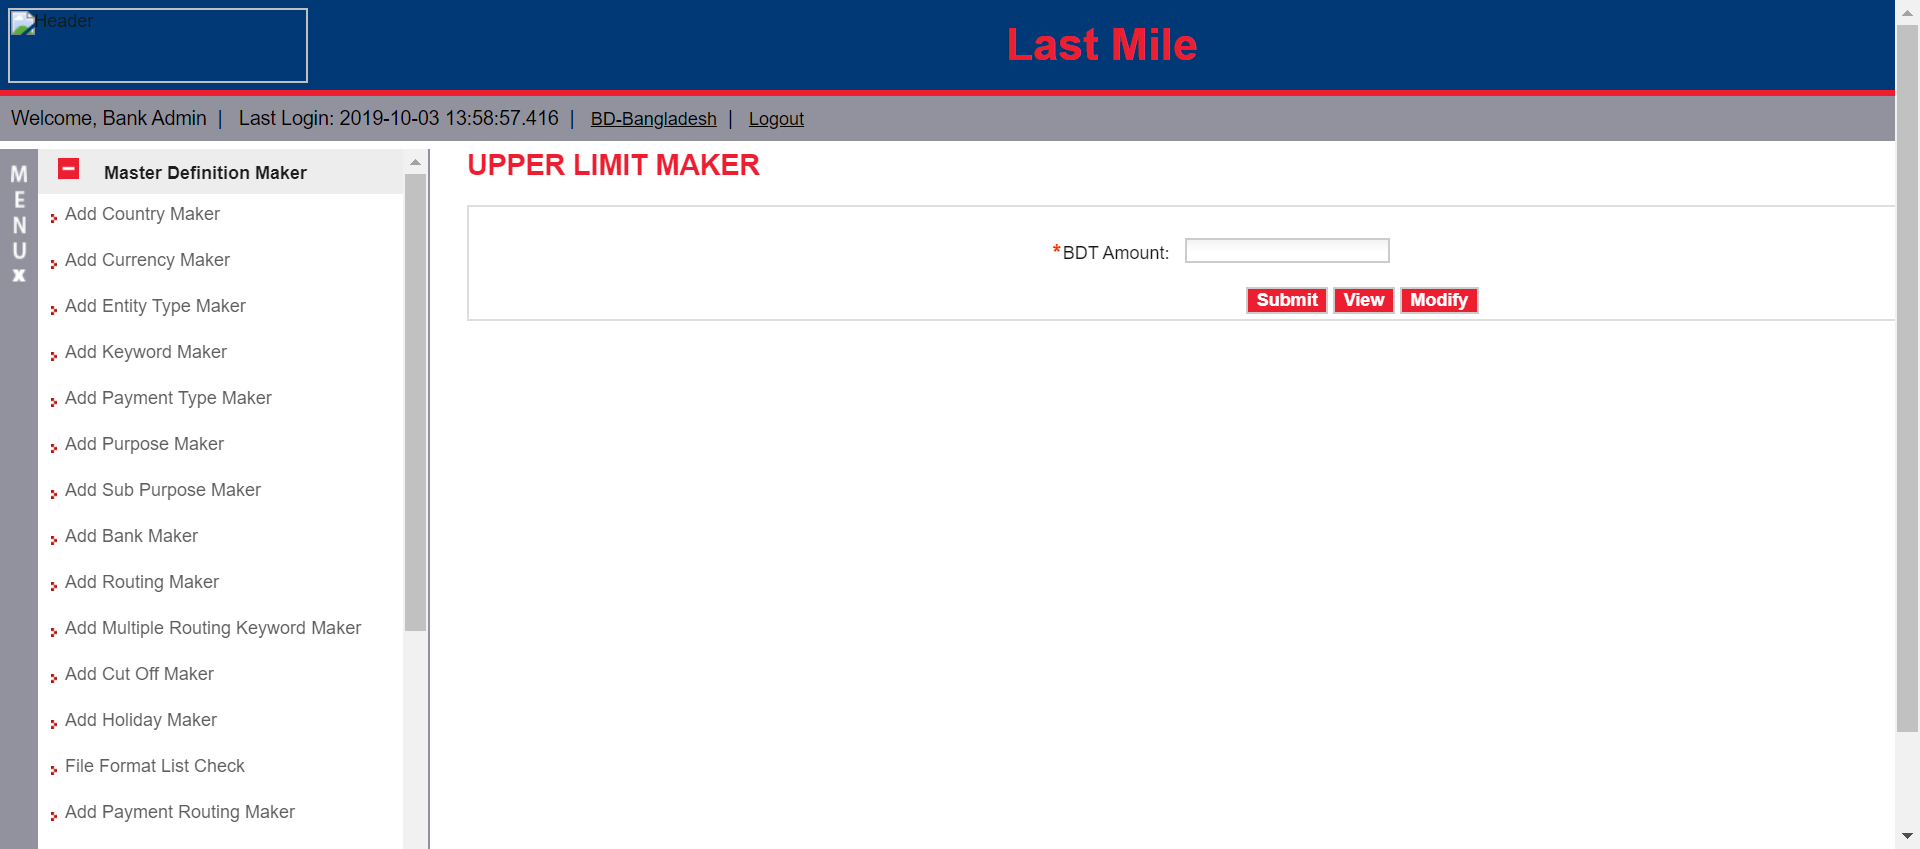 Header
Last Mile
Welcome, Bank Admin | Last Login: 2019-10-03 13:58:57.416 | BD-Bangladesh | Logout
MENU x
Master Definition Maker
Add Country Maker
Add Currency Maker
Add Entity Type Maker
Add Keyword Maker
Add Payment Type Maker
Add Purpose Maker
Add Sub Purpose Maker
Add Bank Maker
Add Routing Maker
Add Multiple Routing Keyword Maker
Add Cut Off Maker
Add Holiday Maker
File Format List Check
Add Payment Routing Maker
UPPER LIMIT MAKER
*BDT Amount:
Submit View Modify